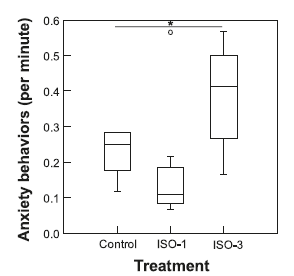 *
0.6
0.5
0.4
0.3
0.2
0.1
0.0
Anxiety behaviors (per minute)
Control ISO-1 ISO-3
Treatment